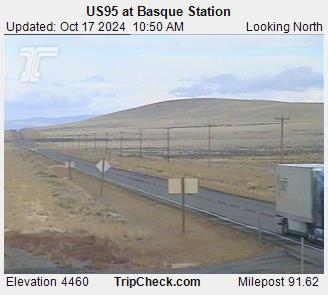 US95 at Basque Station
Updated: Oct 17 2024 10:50 AM Looking North
Elevation 4460 TripCheck.com Milepost 91.62